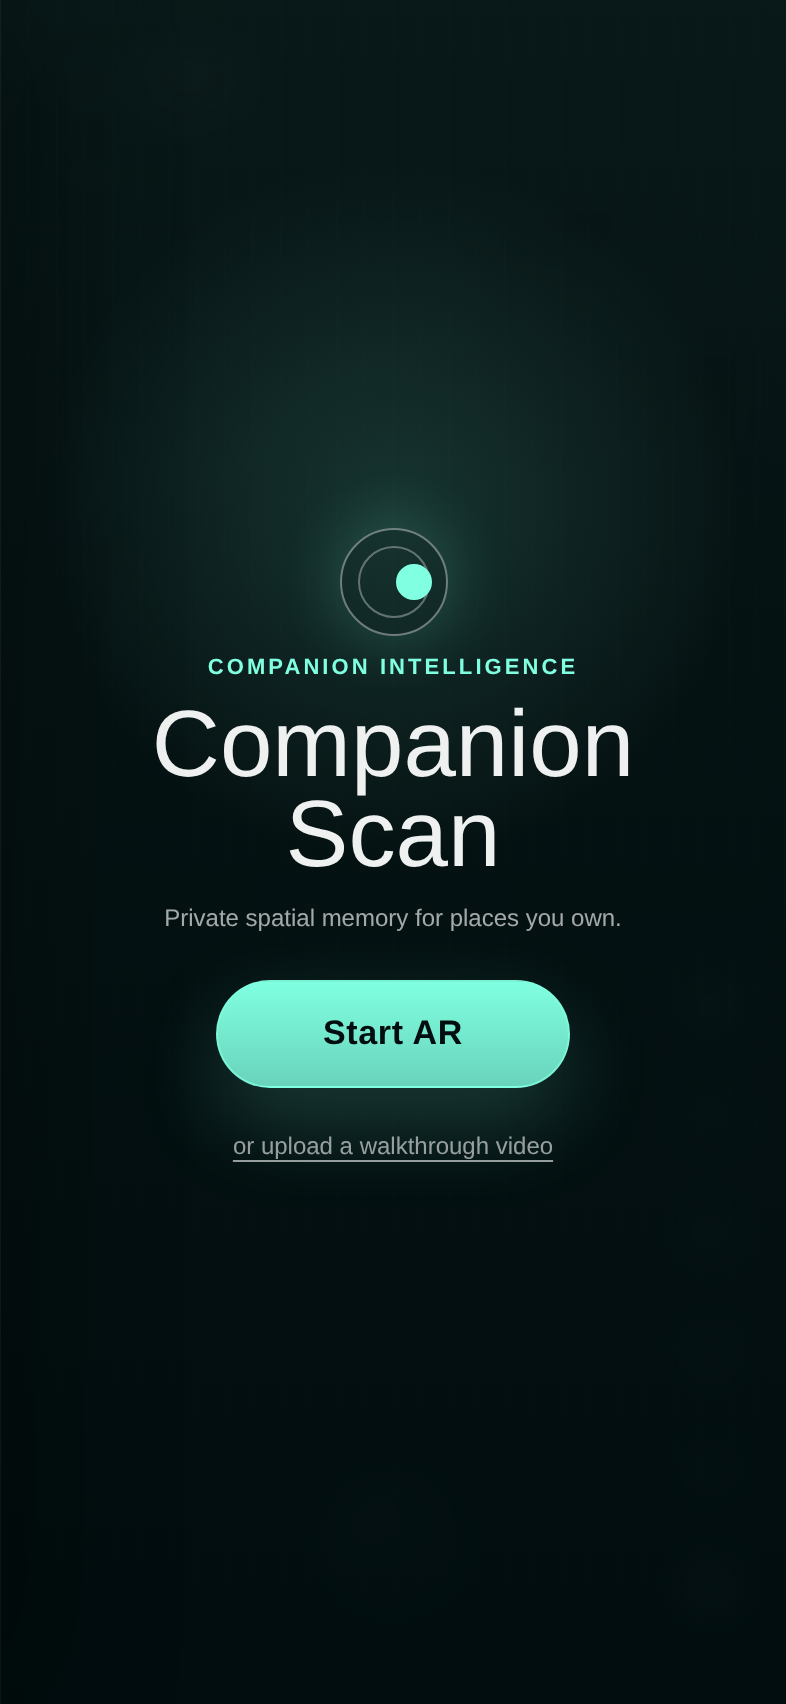 COMPANION INTELLIGENCE
Companion
Scan
Private spatial memory for places you own.
Start AR
or upload a walkthrough video